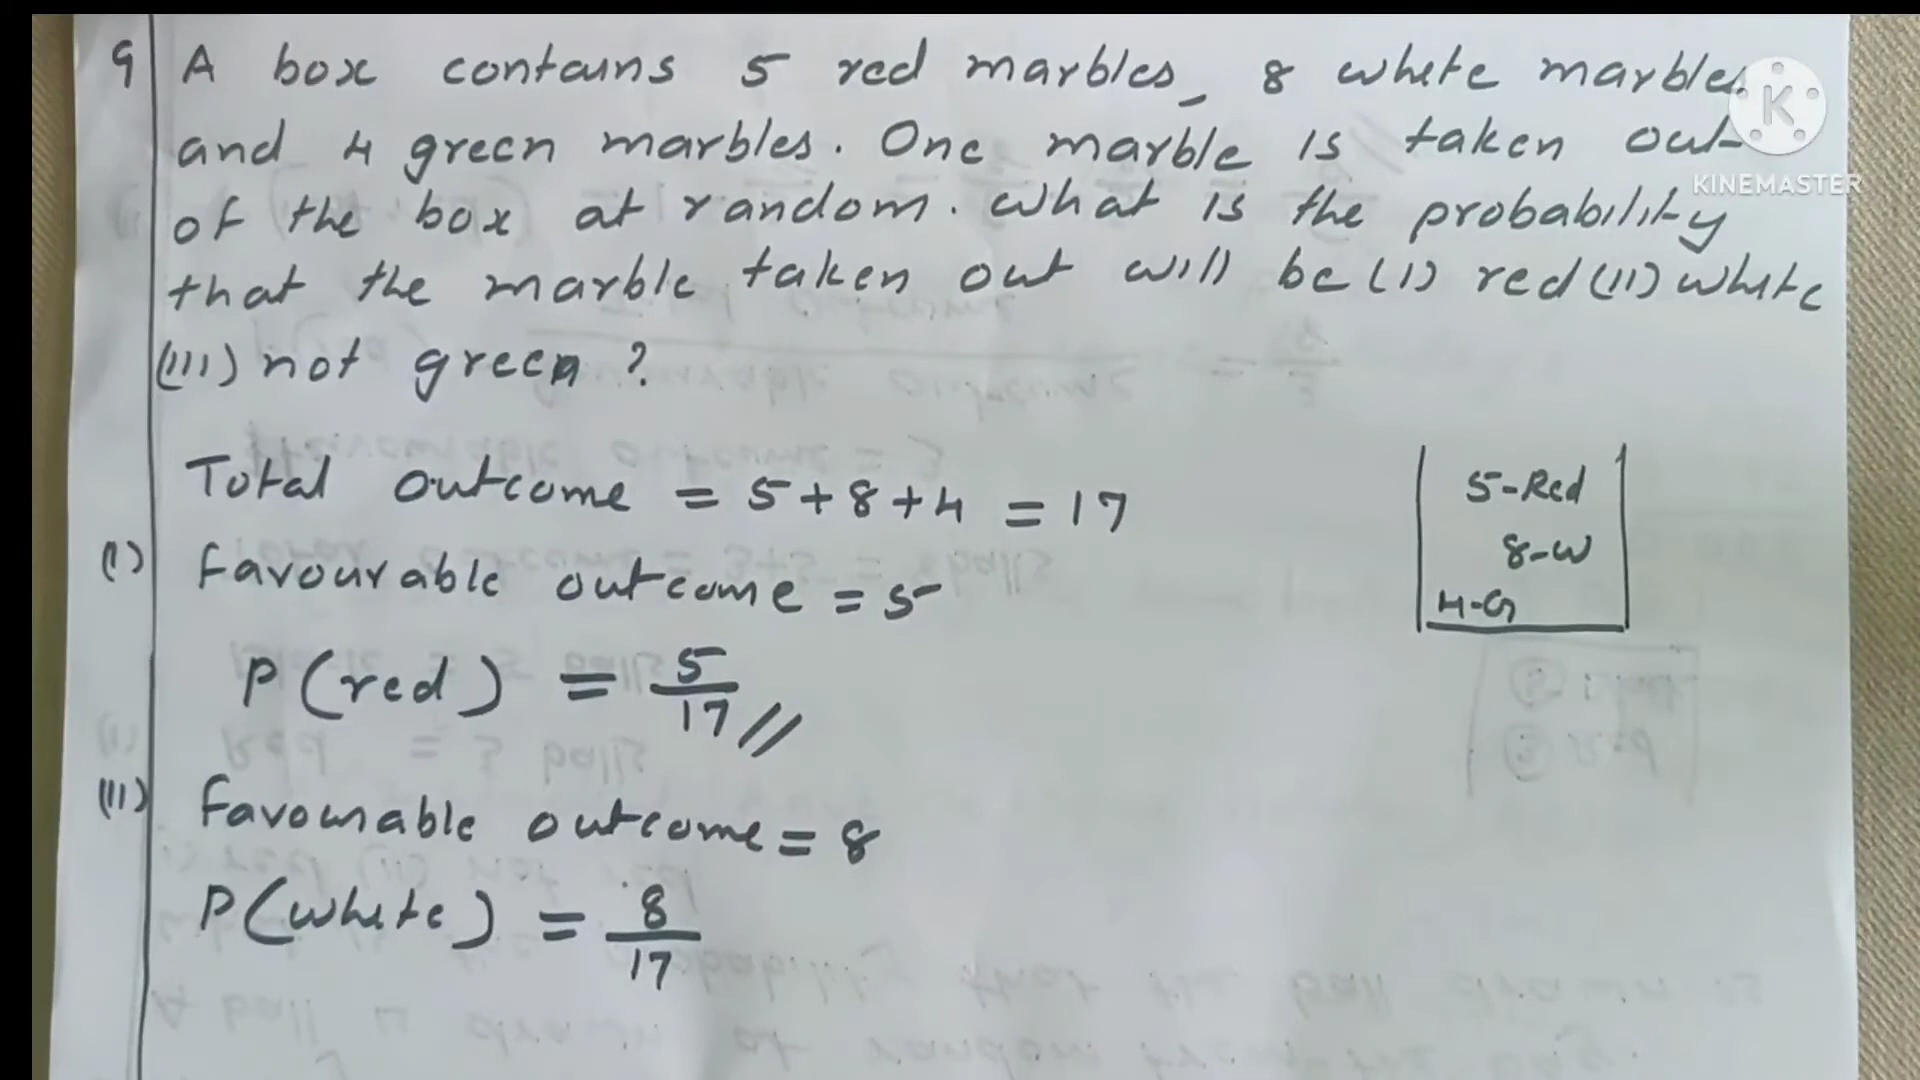 9 A box contains 5 red marbles, 8 white marbles
and 4 green marbles. One marble is taken out
of the box at random. What is the probability
that the marble taken out will be (i) red (ii) white
(iii) not green?
K
KINEMASTER
Total outcome = 5+8+4 = 17
5-Red
8-W
4-G
(i) Favourable outcome = 5
P(red) = 5/17 //
(ii) Favourable outcome = 8
P(white) = 8/17